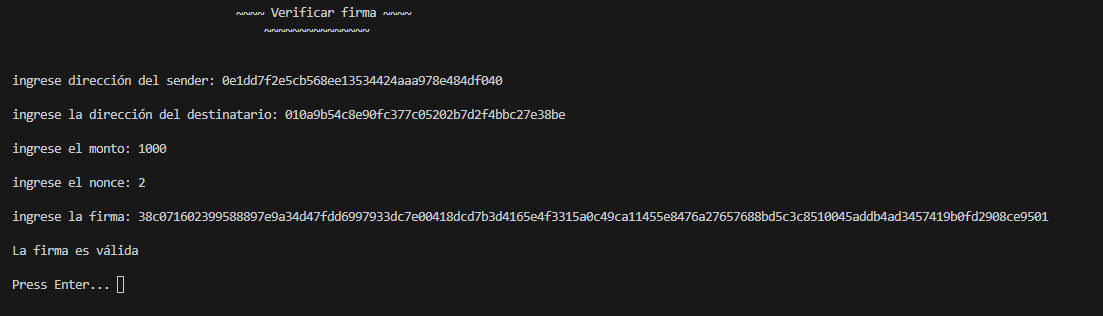 ~~~~ Verificar firma ~~~~
~~~~~~~~~~~~~~~
ingrese dirección del sender: 0e1dd7f2e5cb568ee13534424aaa978e484df040
ingrese la dirección del destinatario: 010a9b54c8e90fc377c05202b7d2f4bbc27e38be
ingrese el monto: 1000
ingrese el nonce: 2
ingrese la firma: 38c071602399588897e9a34d47fdd6997933dc7e00418dcd7b3d4165e4f3315a0c49ca11455e8476a27657688bd5c3c8510045addb4ad3457419b0fd2908ce9501
La firma es válida
Press Enter...